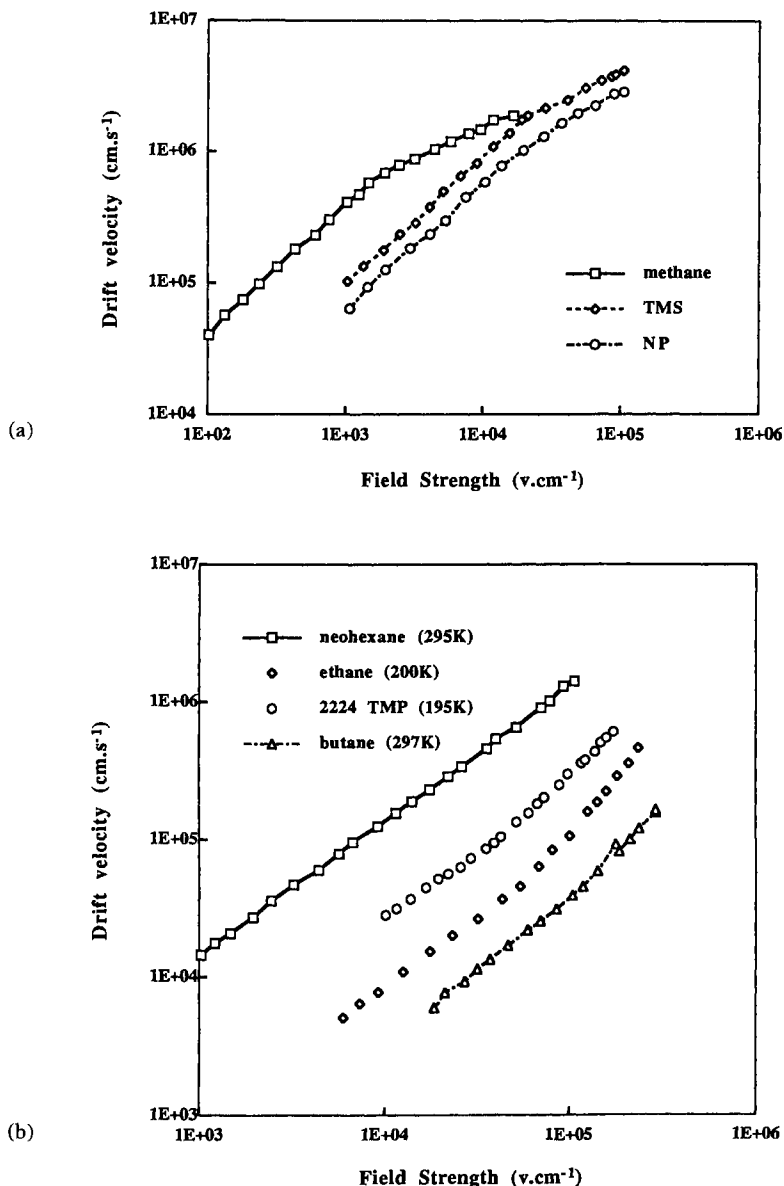 1E+07
1E+06
1E+05
1E+04
Drift velocity (cm.s⁻¹)
methane
TMS
NP
(a)
1E+02
1E+03
1E+04
1E+05
1E+06
Field Strength (v.cm⁻¹)
1E+07
1E+06
1E+05
1E+04
1E+03
Drift velocity (cm.s⁻¹)
neohexane (295K)
ethane (200K)
2224 TMP (195K)
butane (297K)
(b)
1E+03
1E+04
1E+05
1E+06
Field Strength (v.cm⁻¹)